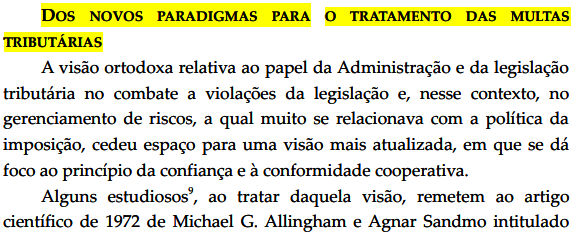 DOS NOVOS PARADIGMAS PARA O TRATAMENTO DAS MULTAS
TRIBUTÁRIAS
A visão ortodoxa relativa ao papel da Administração e da legislação
tributária no combate a violações da legislação e, nesse contexto, no
gerenciamento de riscos, a qual muito se relacionava com a política da
imposição, cedeu espaço para uma visão mais atualizada, em que se dá
foco ao princípio da confiança e à conformidade cooperativa.
Alguns estudiosos⁹, ao tratar daquela visão, remetem ao artigo
científico de 1972 de Michael G. Allingham e Agnar Sandmo intitulado